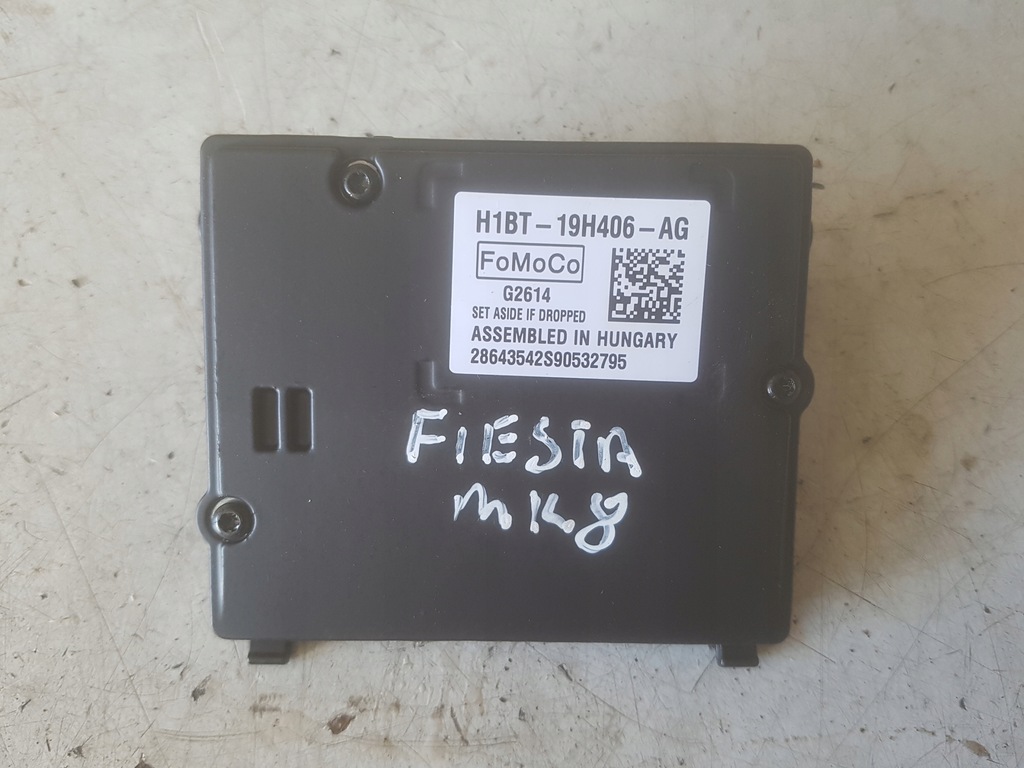 H1BT-19H406-AG
FoMoCo
G2614
SET ASIDE IF DROPPED
ASSEMBLED IN HUNGARY
28643542S90532795
FIESTA
MK8